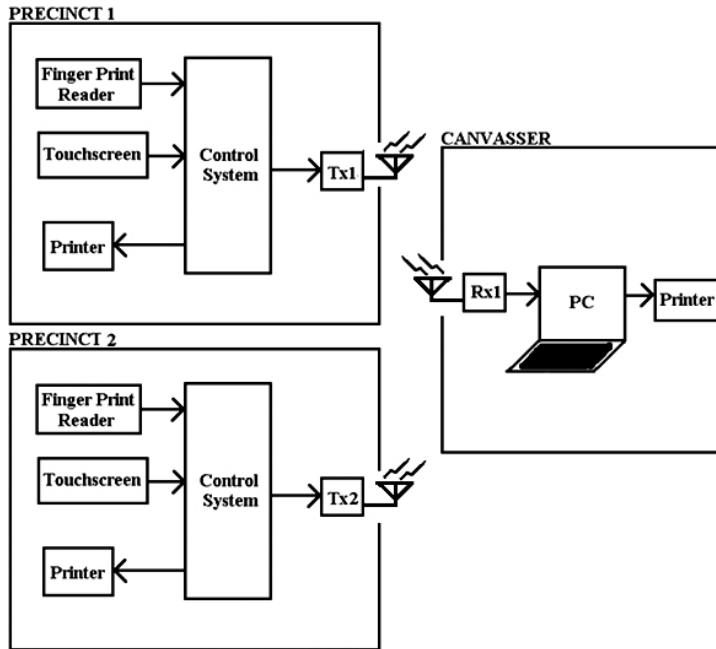 PRECINCT 1
Finger Print
Reader
Touchscreen
Printer
Control
System
Tx1
CANVASSER
Rx1
PC
Printer
PRECINCT 2
Finger Print
Reader
Touchscreen
Printer
Control
System
Tx2